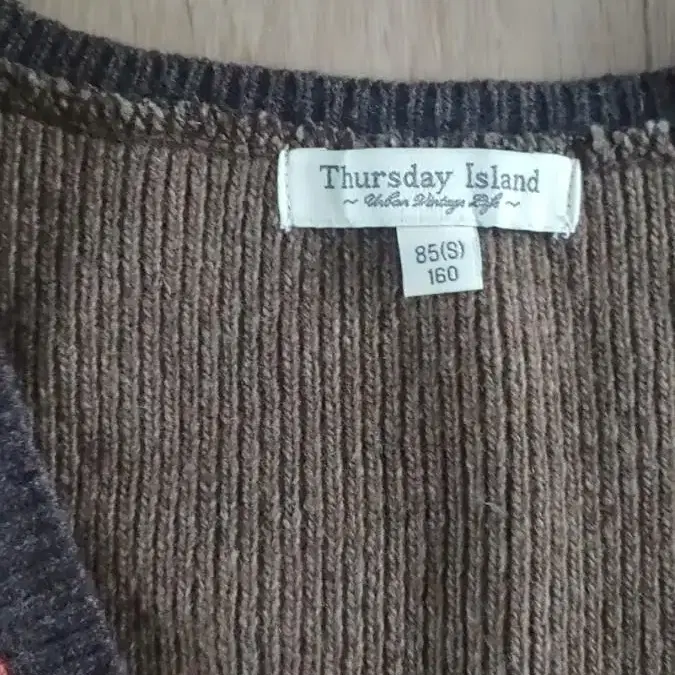 Thursday Island
~ Urban Vintage Life ~
85(S)
160